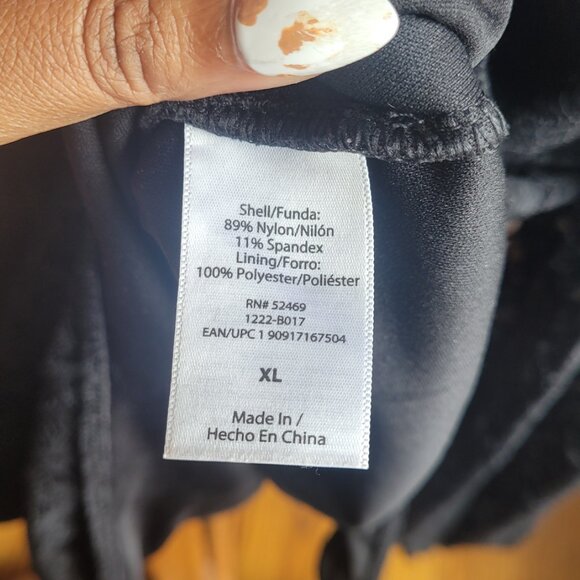 Shell/Funda:
89% Nylon/Nilón
11% Spandex
Lining/Forro:
100% Polyester/Poliéster
RN# 52469
1222-B017
EAN/UPC 1 90917167504
XL
Made In /
Hecho En China